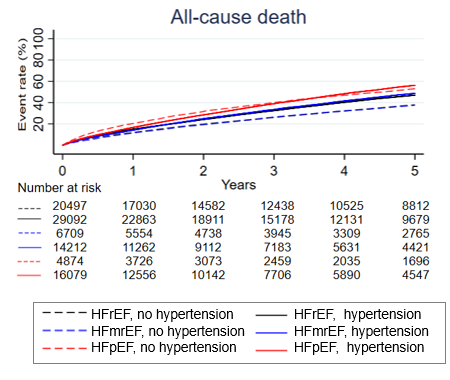 All-cause death
Event rate (%)
100
80
60
40
20
0 1 2 3 4 5
Years
Number at risk
20497 17030 14582 12438 10525 8812
29092 22863 18911 15178 12131 9679
6709 5554 4738 3945 3309 2765
14212 11262 9112 7183 5631 4421
4874 3726 3073 2459 2035 1696
16079 12556 10142 7706 5890 4547
HFrEF, no hypertension HFrEF, hypertension
HFmrEF, no hypertension HFmrEF, hypertension
HFpEF, no hypertension HFpEF, hypertension